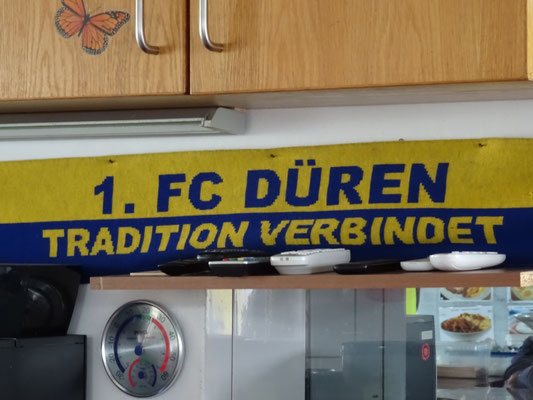 1. FC DÜREN
TRADITION VERBINDET